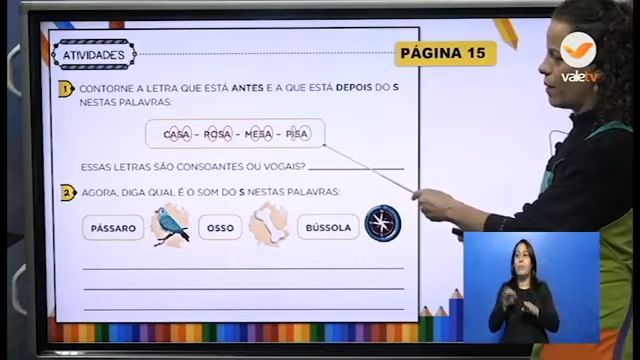 ATIVIDADES
PÁGINA 15
vale tv
1 CONTORNE A LETRA QUE ESTÁ ANTES E A QUE ESTÁ DEPOIS DO S
NESTAS PALAVRAS:
CASA - ROSA - MESA - PISA
ESSAS LETRAS SÃO CONSOANTES OU VOGAIS?
2 AGORA, DIGA QUAL É O SOM DO S NESTAS PALAVRAS:
PÁSSARO
OSSO
BÚSSOLA